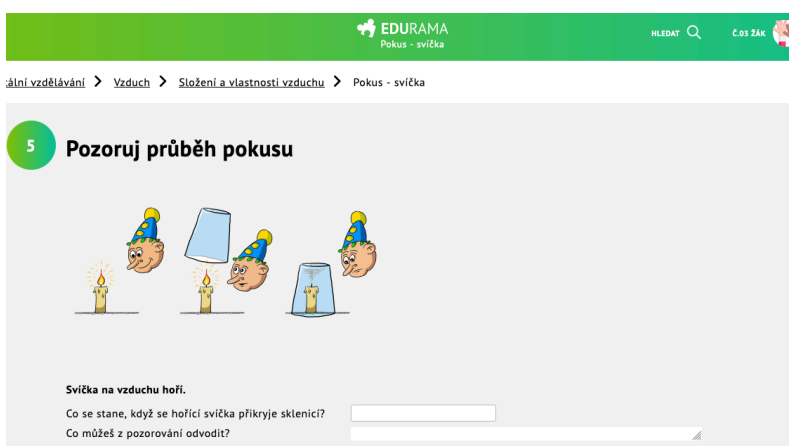 EDURAMA
Pokus - svíčka
HLEDAT
Č.03 ŽÁK
vzdělávání > Vzduch > Složení a vlastnosti vzduchu > Pokus - svíčka
5
Pozoruj průběh pokusu
Svíčka na vzduchu hoří.
Co se stane, když se hořící svíčka přikryje sklenicí?
Co můžeš z pozorování odvodit?